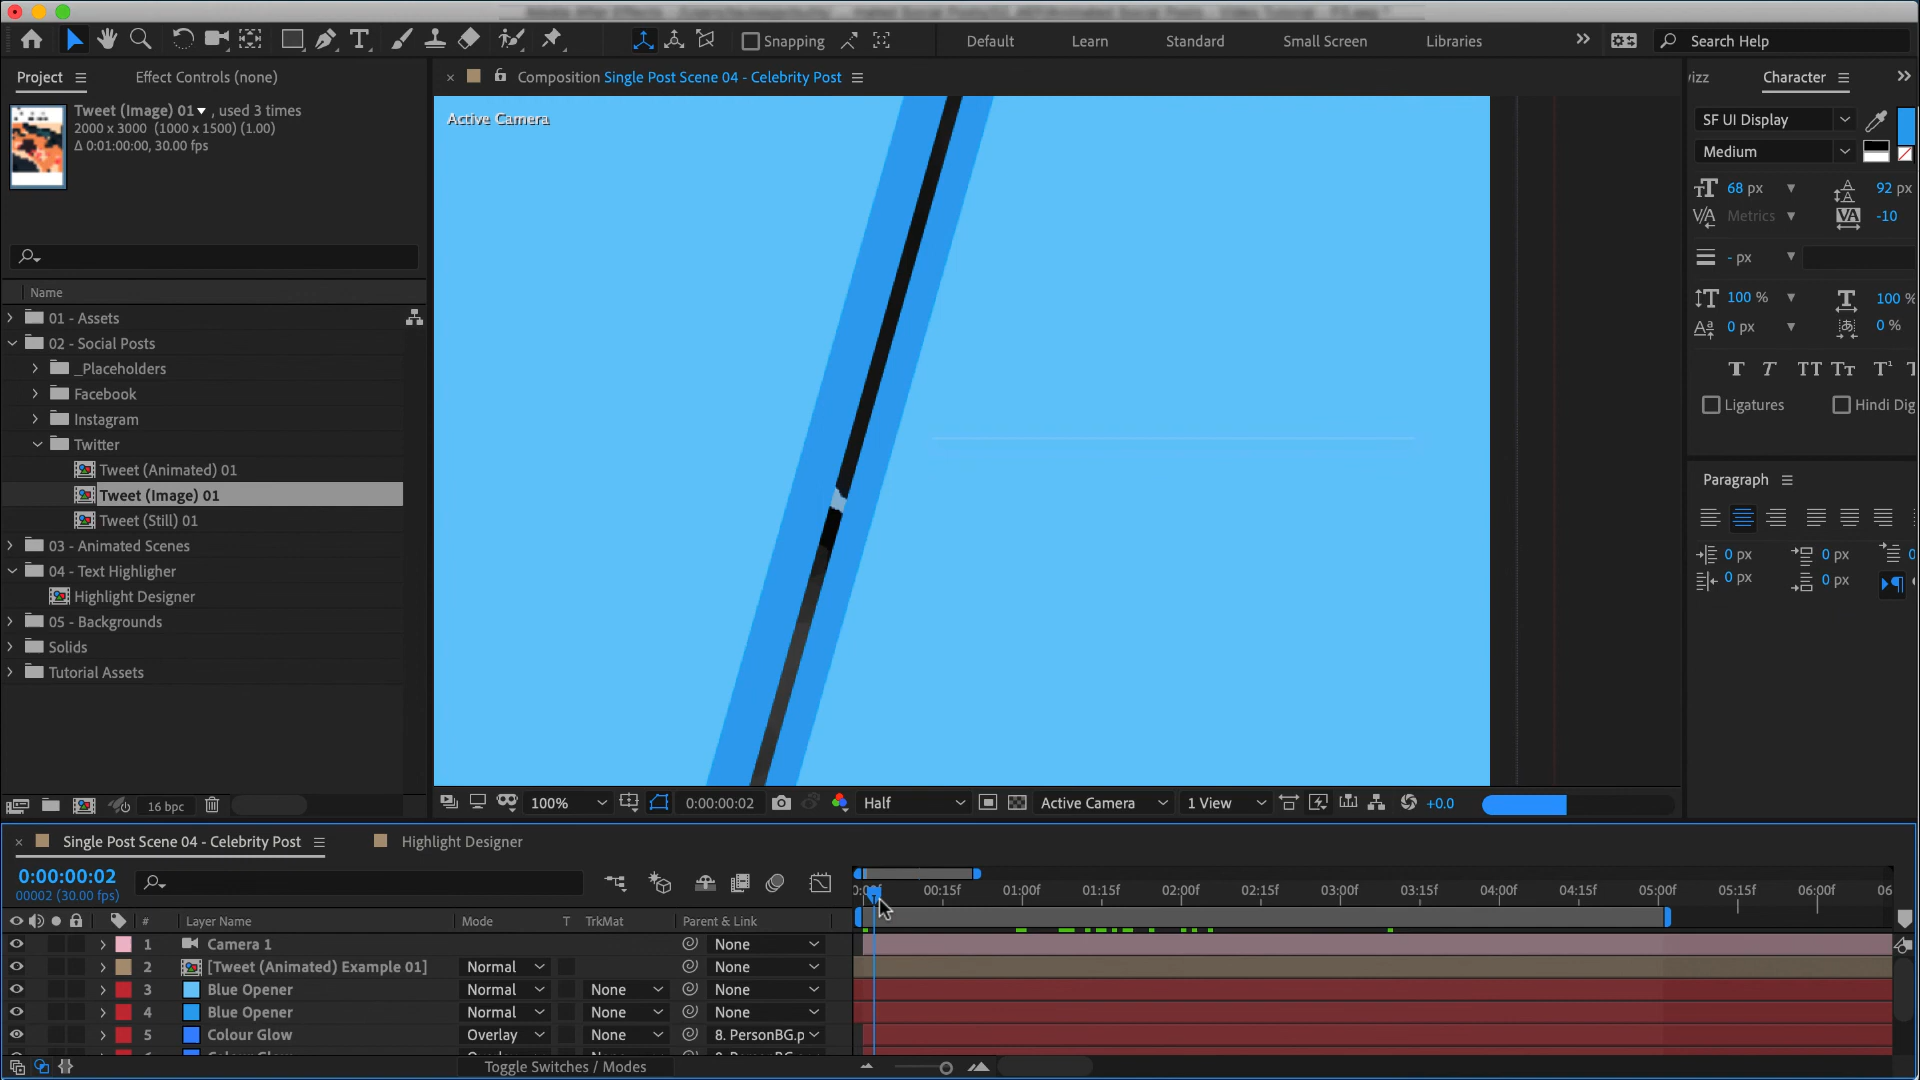 Snapping
Default
Learn
Standard
Small Screen
Libraries
Search Help
Project
Effect Controls (none)
Composition Single Post Scene 04 - Celebrity Post
Character
Tweet (Image) 01 , used 3 times
2000 x 3000 (1000 x 1500) (1.00)
Δ 0:01:00:00, 30.00 fps
Active Camera
SF UI Display
Medium
68 px
92 px
Metrics
-10
- px
100 %
100 %
0 px
0 %
Ligatures
Hindi Dig
Paragraph
0 px
0 px
0
0 px
0 px
Name
01 - Assets
02 - Social Posts
_Placeholders
Facebook
Instagram
Twitter
Tweet (Animated) 01
Tweet (Image) 01
Tweet (Still) 01
03 - Animated Scenes
04 - Text Highligher
Highlight Designer
05 - Backgrounds
Solids
Tutorial Assets
16 bpc
100%
0:00:00:02
Half
Active Camera
1 View
+0.0
Single Post Scene 04 - Celebrity Post
Highlight Designer
0:00:00:02
00002 (30.00 fps)
00:15f
01:00f
01:15f
02:00f
02:15f
03:00f
03:15f
04:00f
04:15f
05:00f
05:15f
06:00f
06
#
Layer Name
Mode
T
TrkMat
Parent & Link
1 Camera 1 None
2 [Tweet (Animated) Example 01] Normal None
3 Blue Opener Normal None None
4 Blue Opener Normal None None
5 Colour Glow Overlay None 8. PersonBG.p
Toggle Switches / Modes